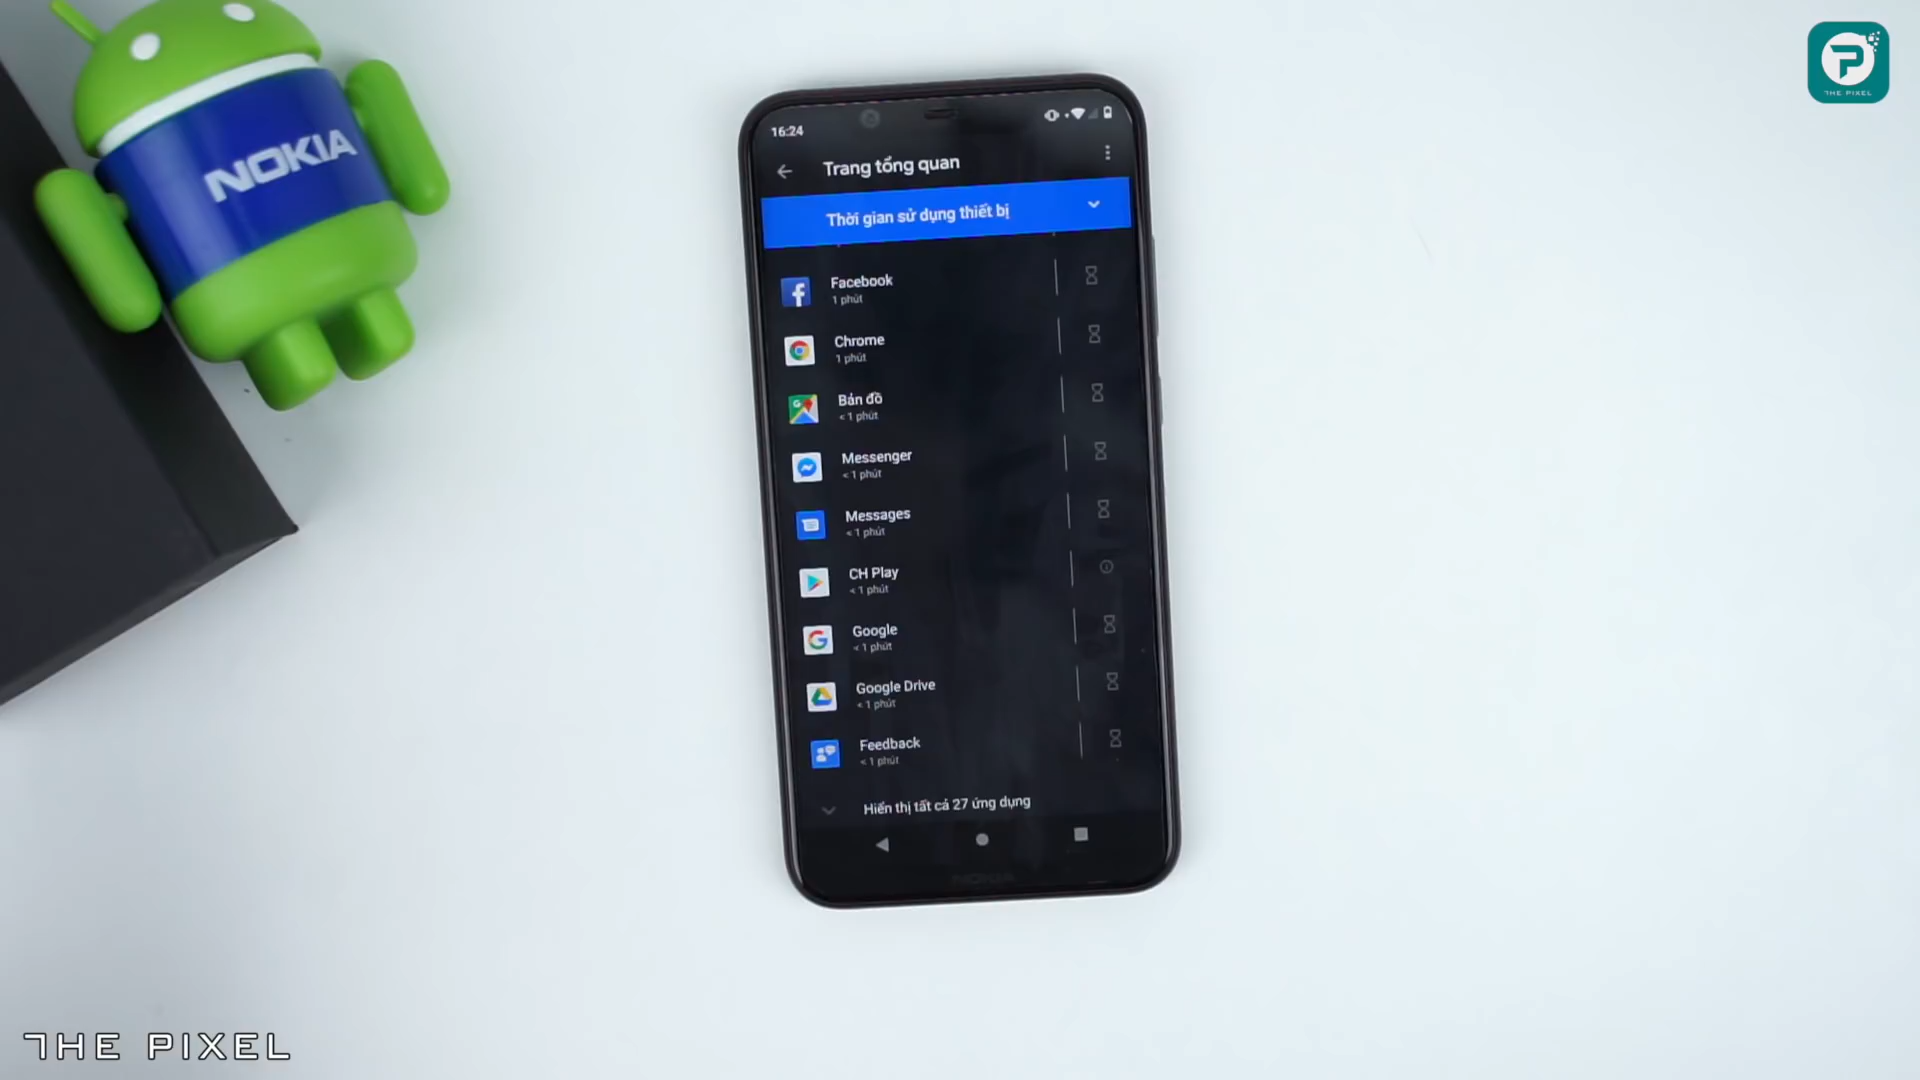 NOKIA
THE PIXEL
16:24
Trang tổng quan
Thời gian sử dụng thiết bị
Facebook
1 phút
Chrome
1 phút
Bản đồ
< 1 phút
Messenger
< 1 phút
Messages
< 1 phút
CH Play
< 1 phút
Google
< 1 phút
Google Drive
< 1 phút
Feedback
< 1 phút
Hiển thị tất cả 27 ứng dụng
NOKIA
THE PIXEL